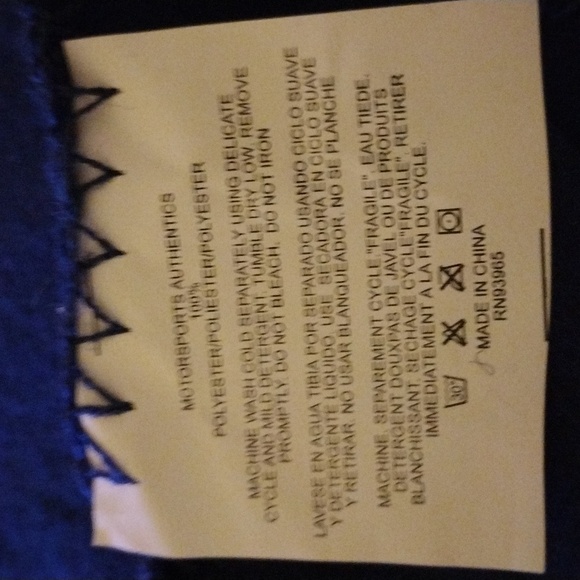 MOTORSPORTS AUTHENTICS
100%
POLYESTER/POLIESTER/POLYESTER
MACHINE WASH COLD SEPARATELY USING DELICATE
CYCLE AND MILD DETERGENT, TUMBLE DRY LOW. REMOVE
PROMPTLY. DO NOT BLEACH. DO NOT IRON
LAVESE EN AGUA TIBIA POR SEPARADO USANDO CICLO SUAVE
Y DETERGENTE LIQUIDO. USE SECADORA EN CICLO SUAVE
Y RETIRAR. NO USAR BLANQUEADOR. NO SE PLANCHE
MACHINE, SEPAREMENT CYCLE "FRAGILE", EAU TIEDE.
DETERGENT DOUXPAS DE JAVEL OU DE PRODUITS
BLANCHISSANT. SECHAGE CYCLE"FRAGILE". RETIRER
IMMEDIATEMENT A LA FIN DU CYCLE.
30°
MADE IN CHINA
RN93965